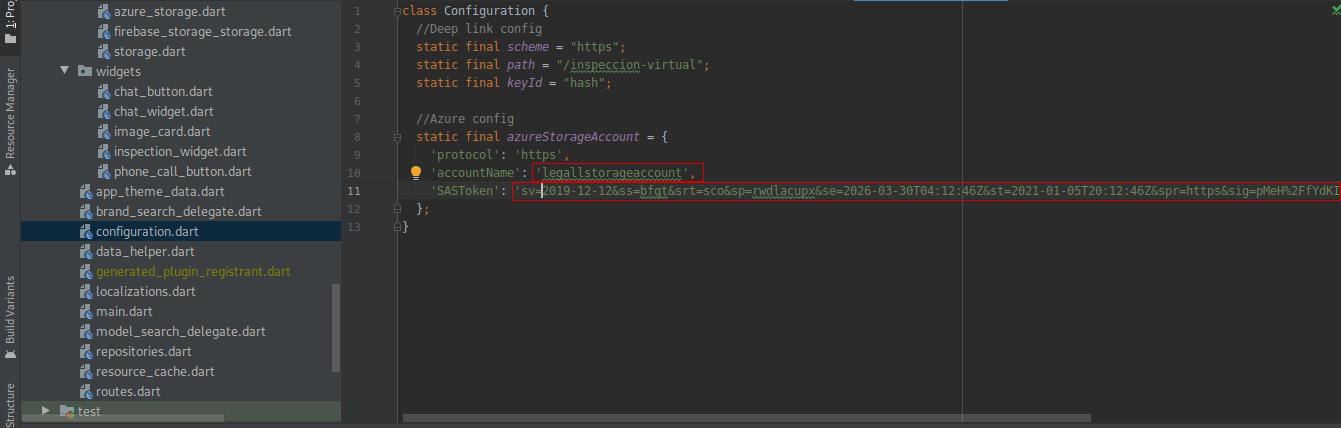 1: Proj
Resource Manager
Build Variants
Structure
azure_storage.dart
firebase_storage_storage.dart
storage.dart
widgets
chat_button.dart
chat_widget.dart
image_card.dart
inspection_widget.dart
phone_call_button.dart
app_theme_data.dart
brand_search_delegate.dart
configuration.dart
data_helper.dart
generated_plugin_registrant.dart
localizations.dart
main.dart
model_search_delegate.dart
repositories.dart
resource_cache.dart
routes.dart
test
1 class Configuration {
2 //Deep link config
3 static final scheme = "https";
4 static final path = "/inspeccion-virtual";
5 static final keyId = "hash";
6
7 //Azure config
8 static final azureStorageAccount = {
9 'protocol': 'https',
10 'accountName': 'legallstorageaccount',
11 'SASToken': 'sv=2019-12-12&ss=bfqt&srt=sco&sp=rwdlacupx&se=2026-03-30T04:12:46Z&st=2021-01-05T20:12:46Z&spr=https&sig=pMeH%2FfYdKI
12 };
13 }